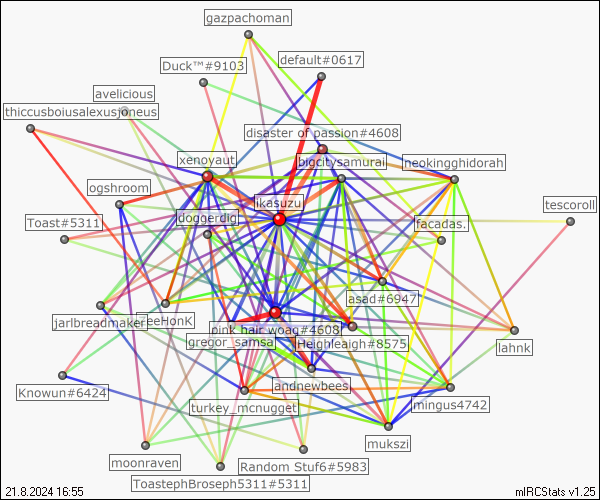 gazpachoman
default#0617
Duck™#9103
avelicious
thiccusboiusalexusjoneus
disaster of passion#4608
xenoyaut
bigcitysamurai
neokingghidorah
ogshroom
ikasuzu
tescoroll
Toast#5311
doggerdig
facadas.
asad#6947
jarlbreadmaker
eeHonK
pink hair woag#4608
gregor_samsa
Heighleaigh#8575
lahnk
Knowun#6424
andnewbees
turkey_mcnugget
mingus4742
mukszi
moonraven
Random Stuf6#5983
ToastephBroseph5311#5311
21.8.2024 16:55
mIRCStats v1.25